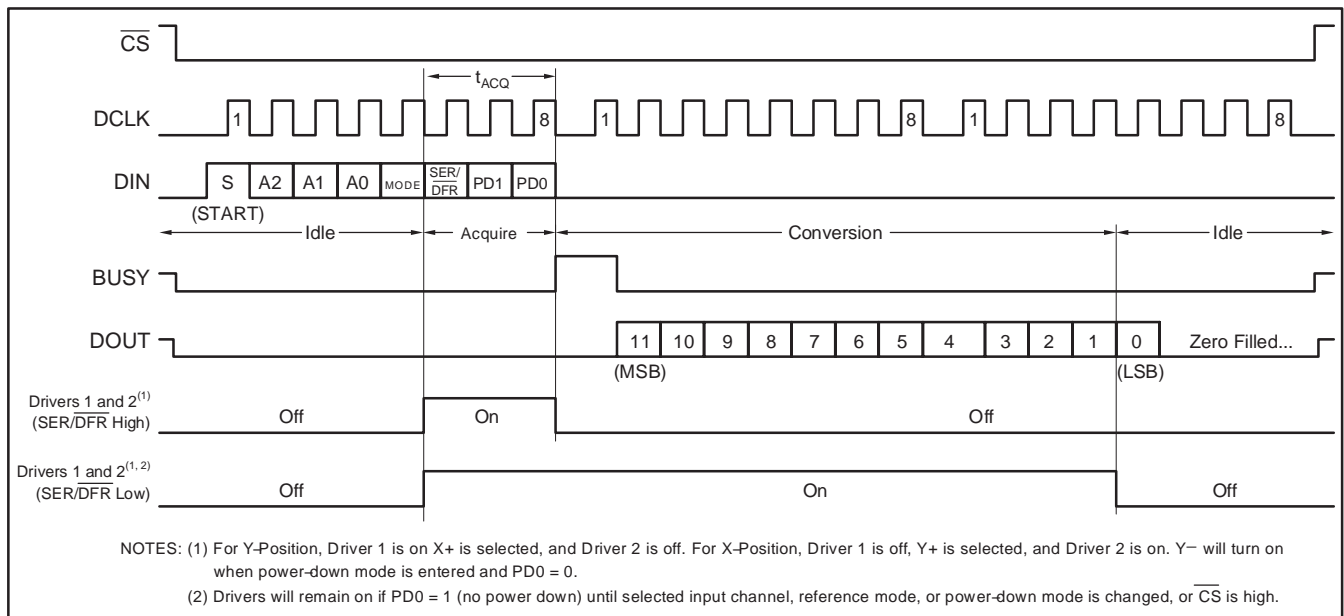 CS
tACQ
DCLK 1 8 1 8 1 8
DIN S A2 A1 A0 MODE SER/DFR PD1 PD0
(START)
Idle Acquire Conversion Idle
BUSY
DOUT 11 10 9 8 7 6 5 4 3 2 1 0 Zero Filled...
(MSB) (LSB)
Drivers 1 and 2(1)
(SER/DFR High) Off On Off
Drivers 1 and 2(1, 2)
(SER/DFR Low) Off On Off
NOTES: (1) For Y–Position, Driver 1 is on X+ is selected, and Driver 2 is off. For X–Position, Driver 1 is off, Y+ is selected, and Driver 2 is on. Y– will turn on
when power–down mode is entered and PD0 = 0.
(2) Drivers will remain on if PD0 = 1 (no power down) until selected input channel, reference mode, or power–down mode is changed, or CS is high.